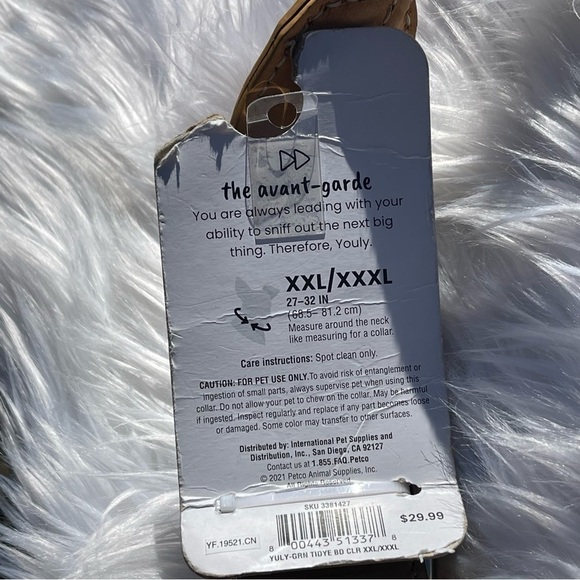 the avant-garde
You are always leading with your
ability to sniff out the next big
thing. Therefore, Youly.
XXL/XXXL
27–32 IN
(68.5– 81.2 cm)
Measure around the neck
like measuring for a collar.
Care instructions: Spot clean only.
CAUTION: FOR PET USE ONLY. To avoid risk of entanglement or
ingestion of small parts, always supervise pet when using this
collar. Do not allow your pet to chew on the collar. May be harmful
if ingested. Inspect regularly and replace if any part becomes loose
or damaged. Some color may transfer to other surfaces.
Distributed by: International Pet Supplies and
Distribution, Inc., San Diego, CA 92127
Contact us at 1.855.FAQ.Petco
© 2021 Petco Animal Supplies, Inc.
All Rights Reserved.
SKU 3381427
YF.19521.CN
$29.99
8 00443 51337 8
YULY-GRN TIDYE BD CLR XXL/XXXL